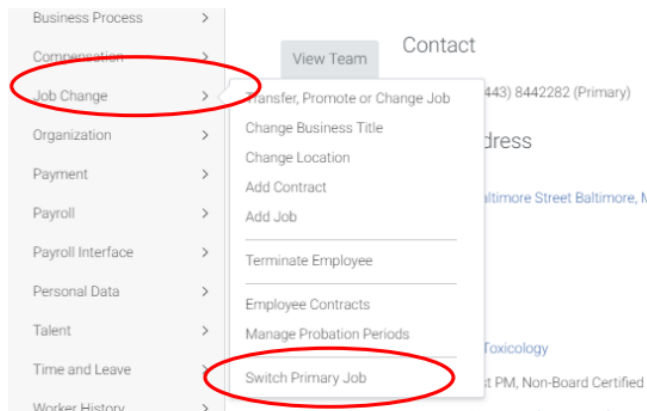 Business Process
Compensation
Job Change
Organization
Payment
Payroll
Payroll Interface
Personal Data
Talent
Time and Leave
Worker History
View Team
Transfer, Promote or Change Job
Change Business Title
Change Location
Add Contract
Add Job
Terminate Employee
Employee Contracts
Manage Probation Periods
Switch Primary Job
Contact
443) 8442282 (Primary)
dress
altimore Street Baltimore, M
Toxicology
st PM, Non-Board Certified